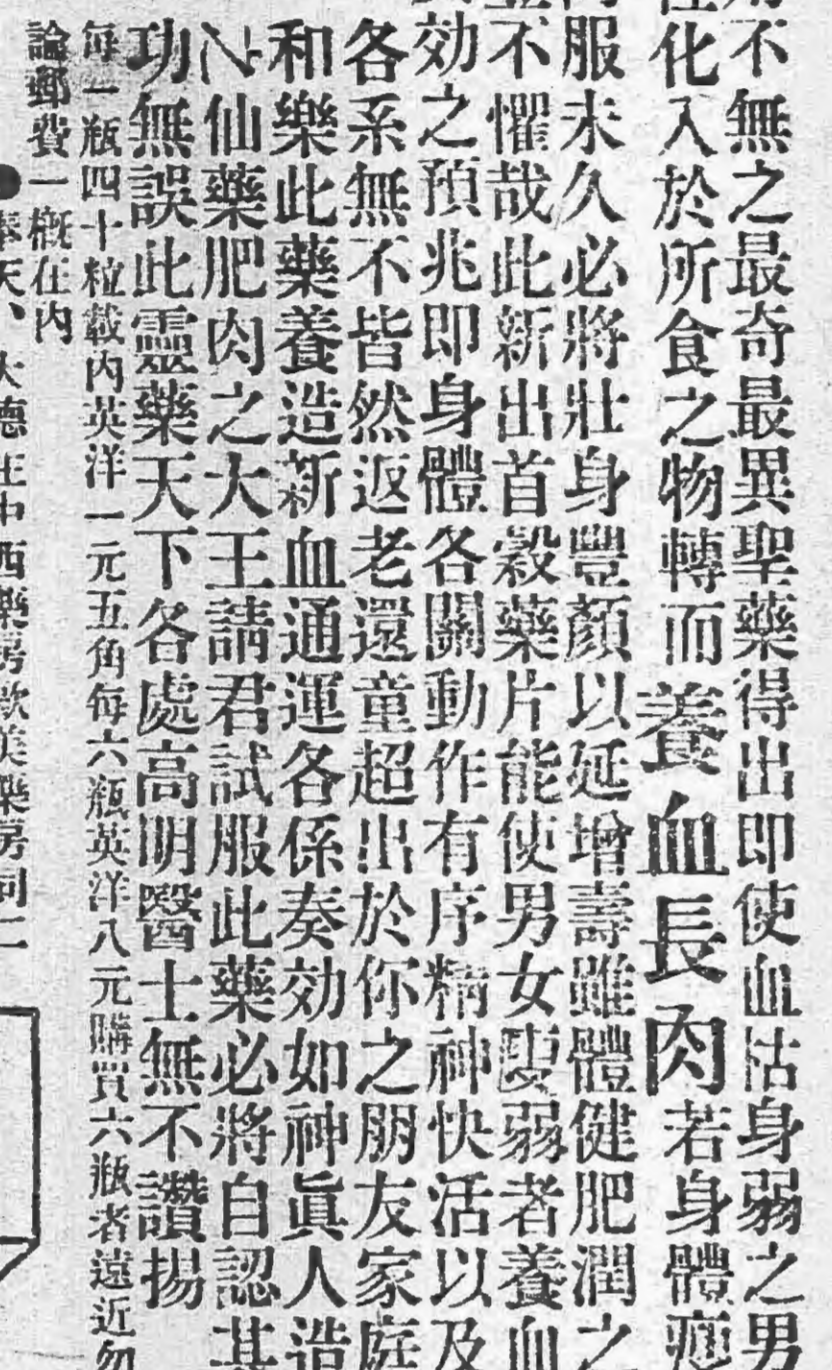 不無之最奇最異聖藥得出即使血枯身弱之男
化入於所食之物轉而養血長肉若身體
服未久必將壯身豐顏以延增壽雖體健肥潤之
不懼哉此新出首榖藥片能使男女弱者養血
效之預兆即身體各關動作有序精神快活以及
各系無不皆然返老還童超出於你之朋友家庭
和樂此藥養造新血通運各係奏効如神眞人造
仙藥肥肉之大王請君試服此藥必將自認其
功無誤此靈藥天下各處高明醫士無不讚揚
每一瓶四十粒載內英洋一元五角每六瓶英洋八元購買六瓶者遠近勿
論郵費一概在內